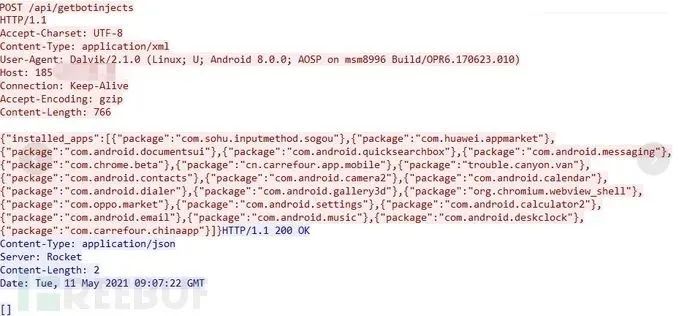 POST /api/getbotinjects
HTTP/1.1
Accept-Charset: UTF-8
Content-Type: application/xml
User-Agent: Dalvik/2.1.0 (Linux; U; Android 8.0.0; AOSP on msm8996 Build/OPR6.170623.010)
Host: 185
Connection: Keep-Alive
Accept-Encoding: gzip
Content-Length: 766

{"installed_apps":[{"package":"com.sohu.inputmethod.sogou"},{"package":"com.huawei.appmarket"},
{"package":"com.android.documentsui"},{"package":"com.android.quicksearchbox"},{"package":"com.android.messaging"},
{"package":"com.chrome.beta"},{"package":"cn.carrefour.app.mobile"},{"package":"trouble.canyon.van"},
{"package":"com.android.contacts"},{"package":"com.android.camera2"},{"package":"com.android.calendar"},
{"package":"com.android.dialer"},{"package":"com.android.gallery3d"},{"package":"org.chromium.webview_shell"},
{"package":"com.oppo.market"},{"package":"com.android.settings"},{"package":"com.android.calculator2"},
{"package":"com.android.email"},{"package":"com.android.music"},{"package":"com.android.deskclock"},
{"package":"com.carrefour.chinaapp"}]}HTTP/1.1 200 OK
Content-Type: application/json
Server: Rocket
Content-Length: 2
Date: Tue, 11 May 2021 09:07:22 GMT

[]
REEBUF